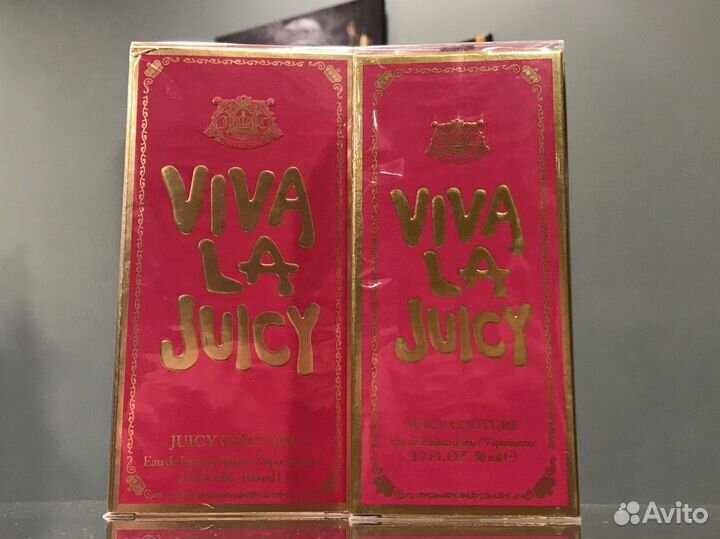 VIVA
LA
JUICY
JUICY COUTURE
Eau de Parfum Spray / Vaporisateur
100 ml ℮
VIVA
LA
JUICY
JUICY COUTURE
Eau de Parfum Spray / Vaporisateur
1.7 FL.OZ 50 ml ℮
Avito